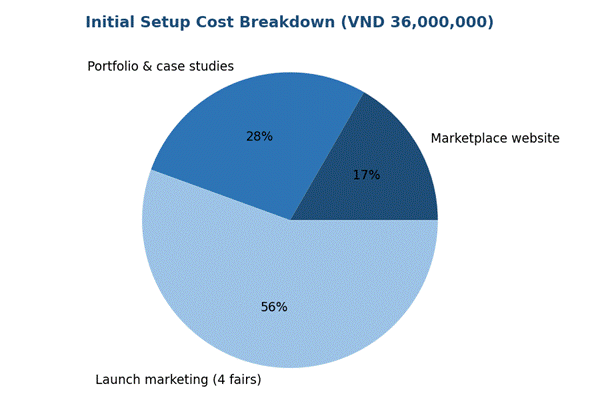 Initial Setup Cost Breakdown (VND 36,000,000)
Portfolio & case studies
28%
Marketplace website
17%
56%
Launch marketing (4 fairs)